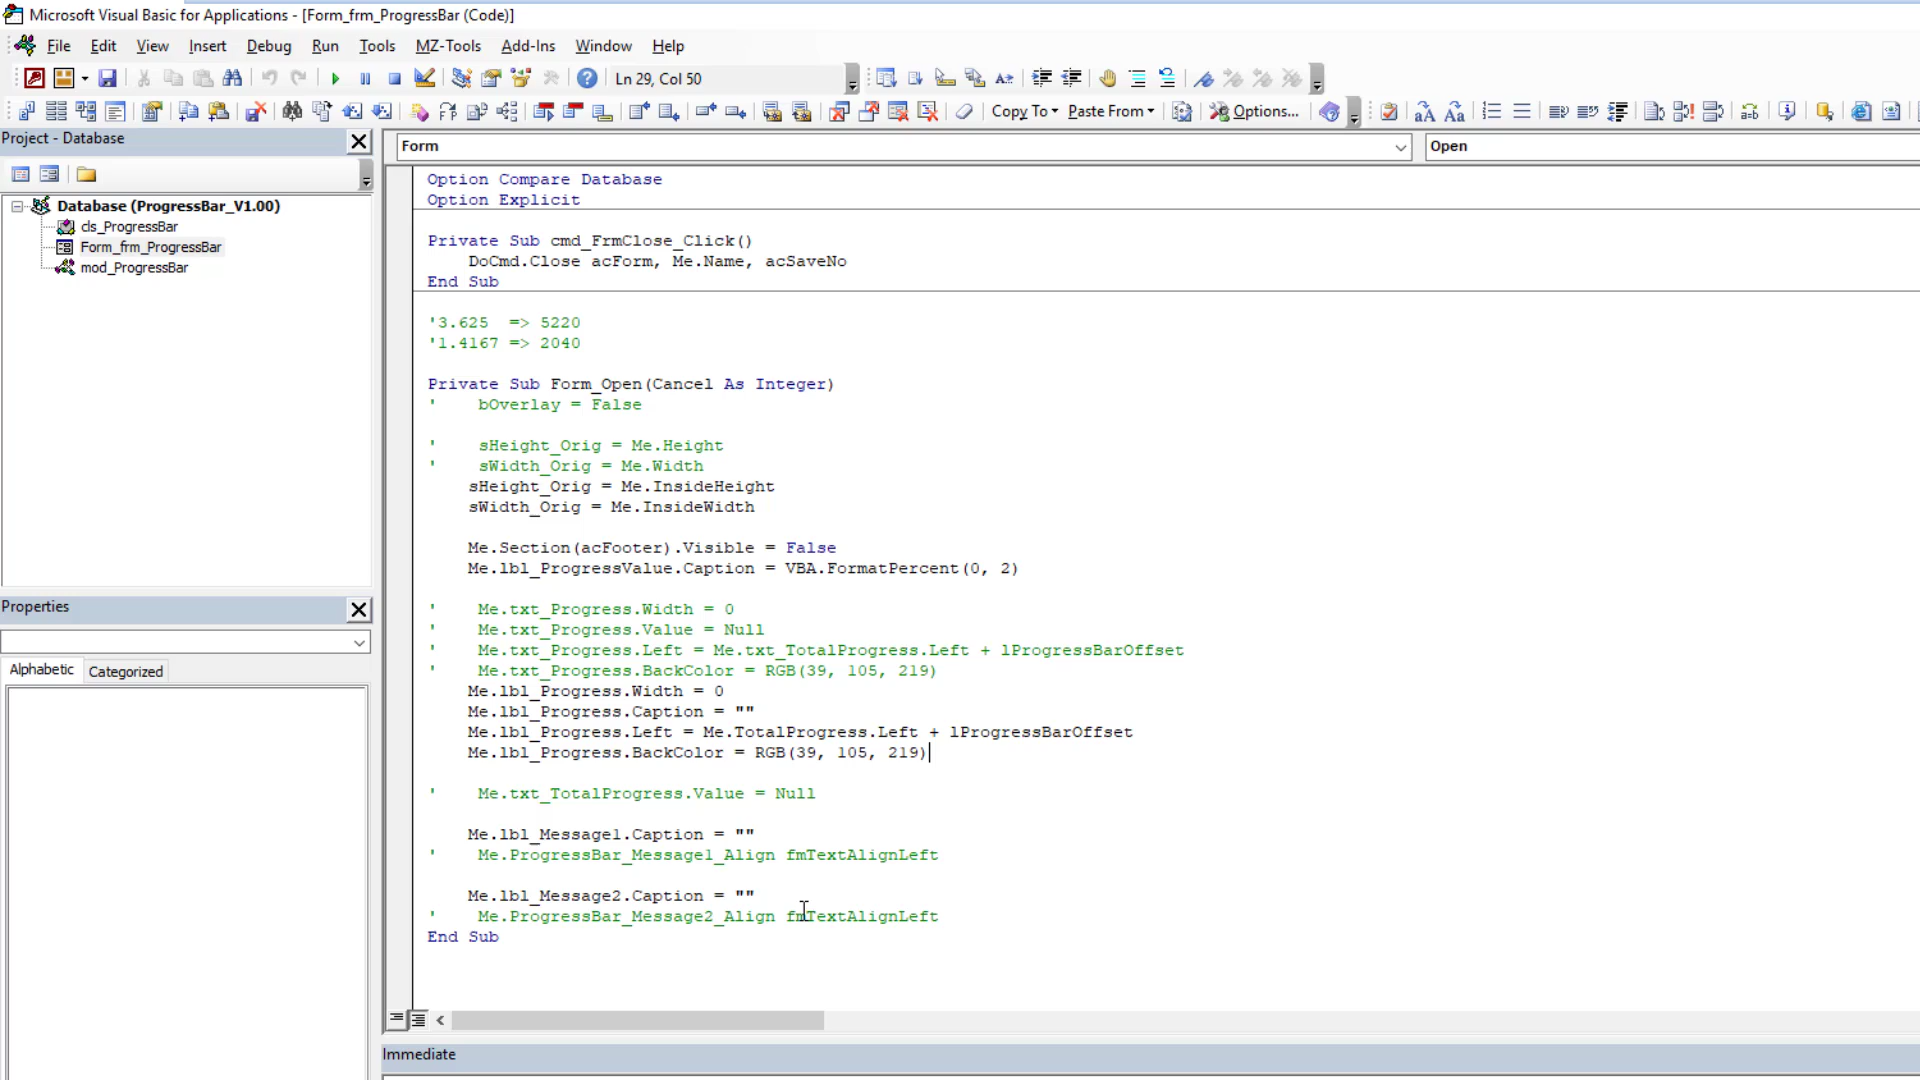 Microsoft Visual Basic for Applications - [Form_frm_ProgressBar (Code)]
File Edit View Insert Debug Run Tools MZ-Tools Add-Ins Window Help
Ln 29, Col 50
Copy To Paste From Options...
Project - Database
Form Open
Database (ProgressBar_V1.00)
cls_ProgressBar
Form_frm_ProgressBar
mod_ProgressBar
Properties
Alphabetic Categorized
Option Compare Database
Option Explicit
Private Sub cmd_FrmClose_Click()
DoCmd.Close acForm, Me.Name, acSaveNo
End Sub
'3.625 => 5220
'1.4167 => 2040
Private Sub Form_Open(Cancel As Integer)
' bOverlay = False
' sHeight_Orig = Me.Height
' sWidth_Orig = Me.Width
sHeight_Orig = Me.InsideHeight
sWidth_Orig = Me.InsideWidth
Me.Section(acFooter).Visible = False
Me.lbl_ProgressValue.Caption = VBA.FormatPercent(0, 2)
' Me.txt_Progress.Width = 0
' Me.txt_Progress.Value = Null
' Me.txt_Progress.Left = Me.txt_TotalProgress.Left + lProgressBarOffset
' Me.txt_Progress.BackColor = RGB(39, 105, 219)
Me.lbl_Progress.Width = 0
Me.lbl_Progress.Caption = ""
Me.lbl_Progress.Left = Me.TotalProgress.Left + lProgressBarOffset
Me.lbl_Progress.BackColor = RGB(39, 105, 219)
' Me.txt_TotalProgress.Value = Null
Me.lbl_Message1.Caption = ""
' Me.ProgressBar_Message1_Align fmTextAlignLeft
Me.lbl_Message2.Caption = ""
' Me.ProgressBar_Message2_Align fmTextAlignLeft
End Sub
Immediate